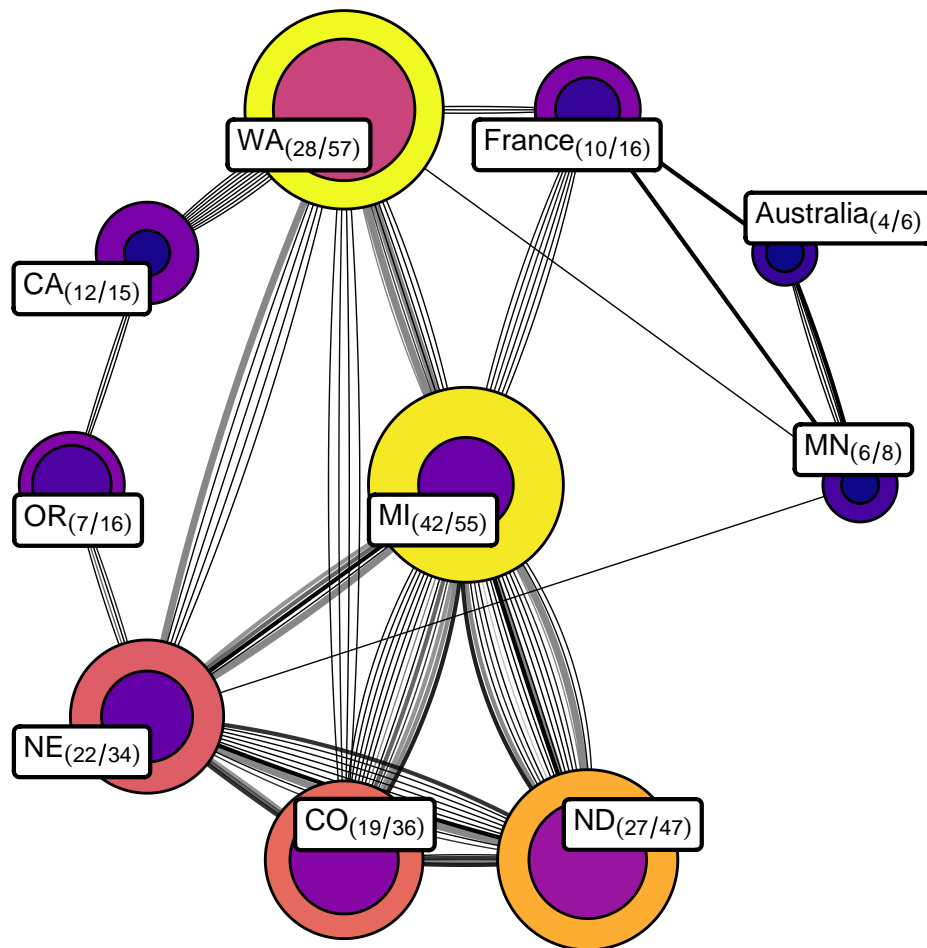 WA(28/57)
France(10/16)
Australia(4/6)
CA(12/15)
MN(6/8)
OR(7/16)
MI(42/55)
NE(22/34)
CO(19/36)
ND(27/47)